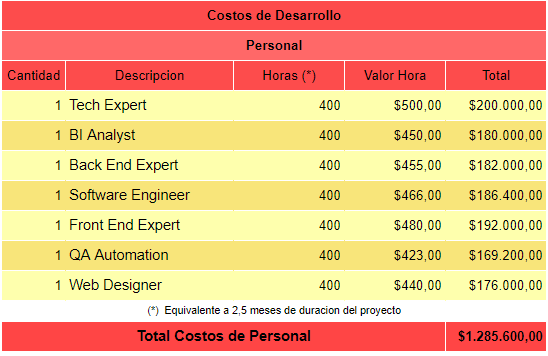 Costos de Desarrollo
Personal
Cantidad Descripcion Horas (*) Valor Hora Total
1 Tech Expert 400 $500,00 $200.000,00
1 BI Analyst 400 $450,00 $180.000,00
1 Back End Expert 400 $455,00 $182.000,00
1 Software Engineer 400 $466,00 $186.400,00
1 Front End Expert 400 $480,00 $192.000,00
1 QA Automation 400 $423,00 $169.200,00
1 Web Designer 400 $440,00 $176.000,00
(*) Equivalente a 2,5 meses de duracion del proyecto
Total Costos de Personal $1.285.600,00